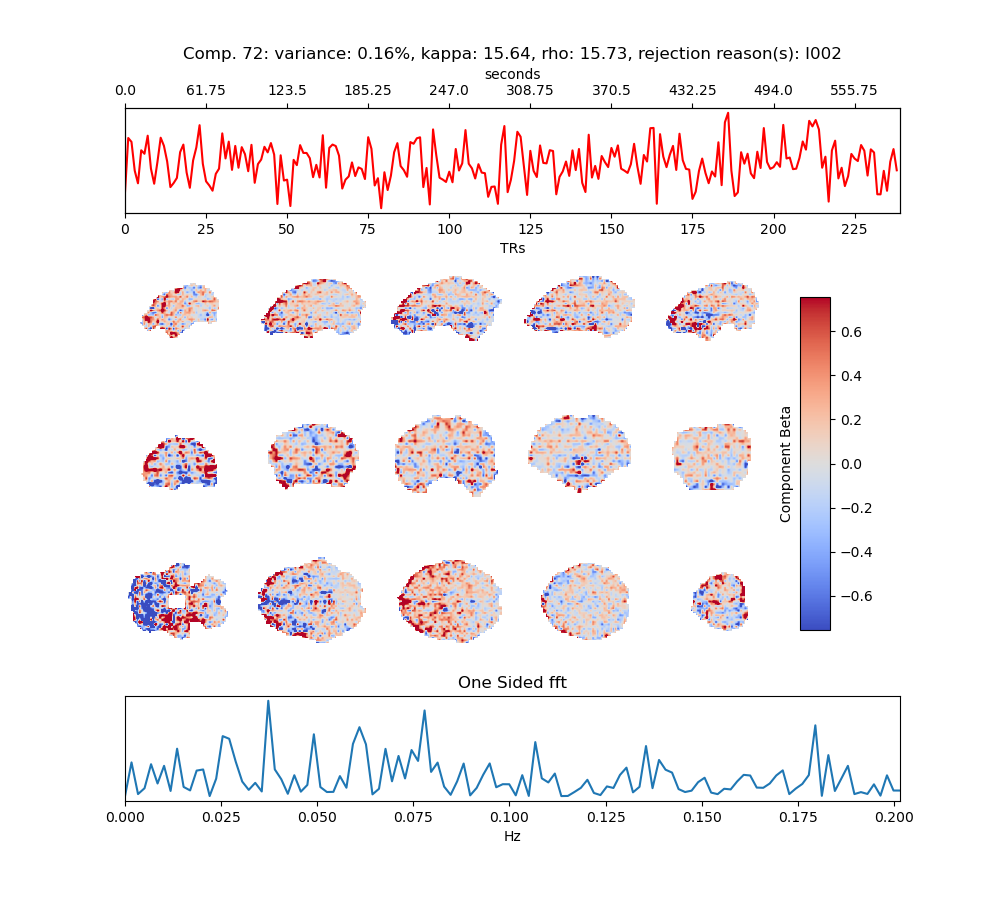 Comp. 72: variance: 0.16%, kappa: 15.64, rho: 15.73, rejection reason(s): I002
seconds
0.0 61.75 123.5 185.25 247.0 308.75 370.5 432.25 494.0 555.75
0 25 50 75 100 125 150 175 200 225
TRs
0.6
0.4
0.2
0.0
−0.2
−0.4
−0.6
Component Beta
One Sided fft
0.000 0.025 0.050 0.075 0.100 0.125 0.150 0.175 0.200
Hz